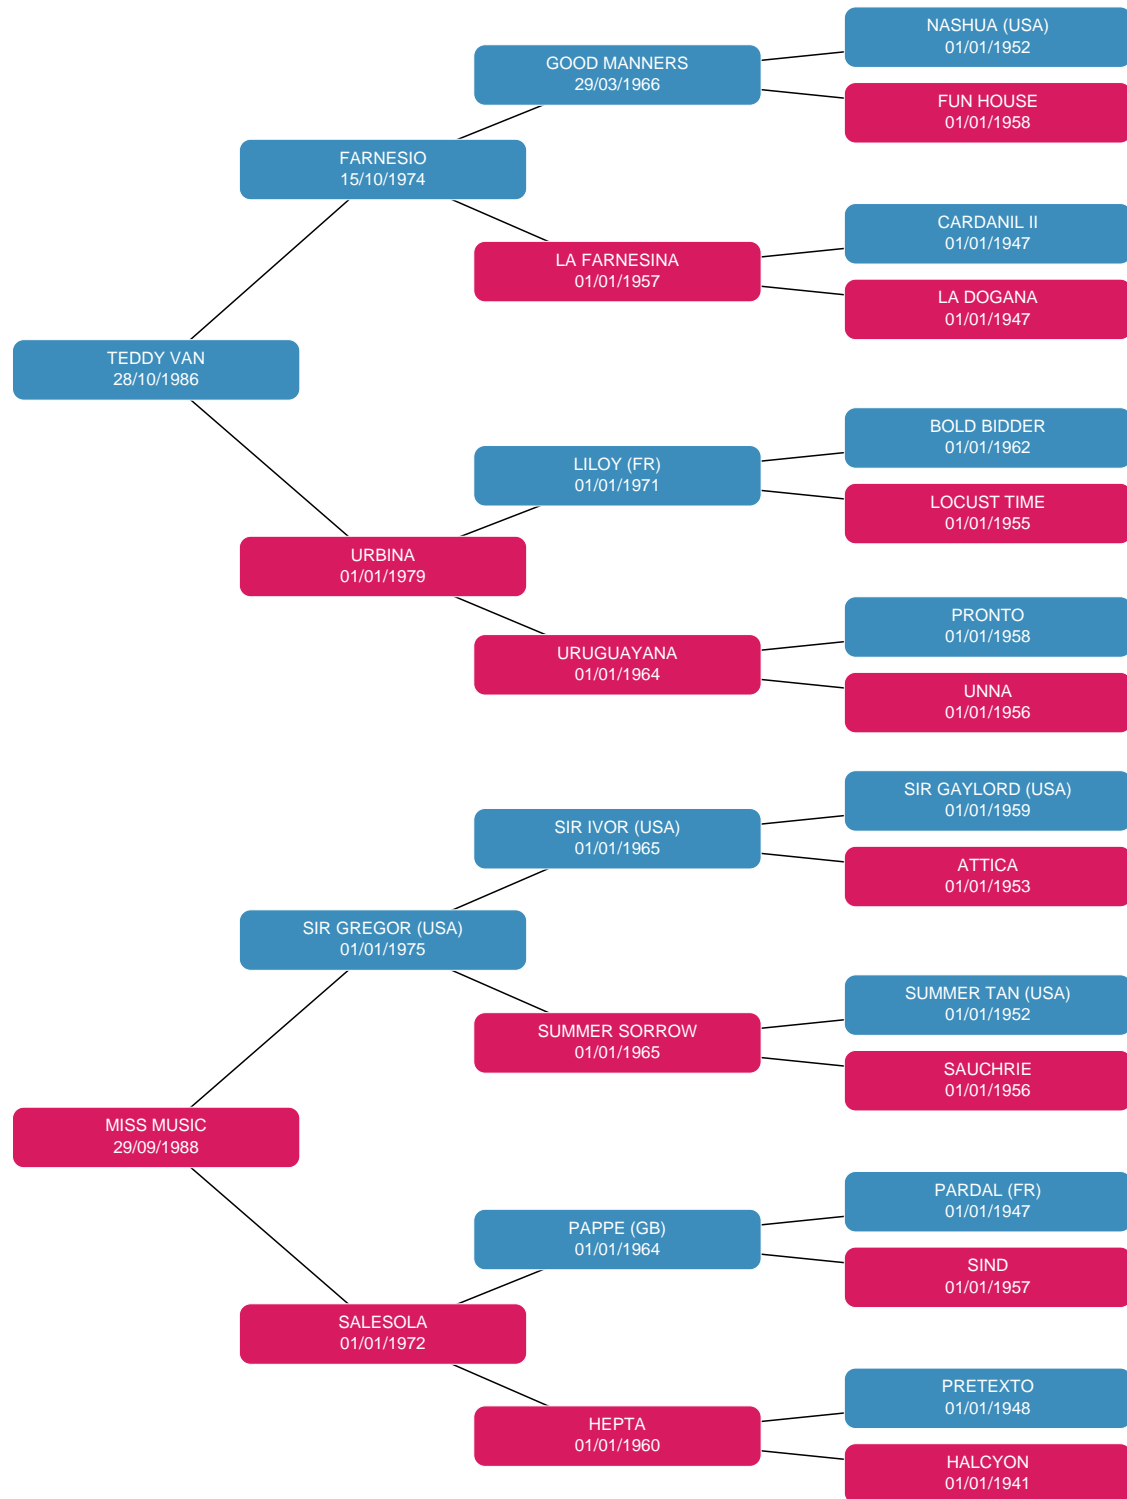 NASHUA (USA)
01/01/1952
GOOD MANNERS
29/03/1966
FUN HOUSE
01/01/1958
FARNESIO
15/10/1974
CARDANIL II
01/01/1947
LA FARNESINA
01/01/1957
LA DOGANA
01/01/1947
TEDDY VAN
28/10/1986
BOLD BIDDER
01/01/1962
LILOY (FR)
01/01/1971
LOCUST TIME
01/01/1955
URBINA
01/01/1979
PRONTO
01/01/1958
URUGUAYANA
01/01/1964
UNNA
01/01/1956
SIR GAYLORD (USA)
01/01/1959
SIR IVOR (USA)
01/01/1965
ATTICA
01/01/1953
SIR GREGOR (USA)
01/01/1975
SUMMER TAN (USA)
01/01/1952
SUMMER SORROW
01/01/1965
SAUCHRIE
01/01/1956
MISS MUSIC
29/09/1988
PARDAL (FR)
01/01/1947
PAPPE (GB)
01/01/1964
SIND
01/01/1957
SALESOLA
01/01/1972
PRETEXTO
01/01/1948
HEPTA
01/01/1960
HALCYON
01/01/1941